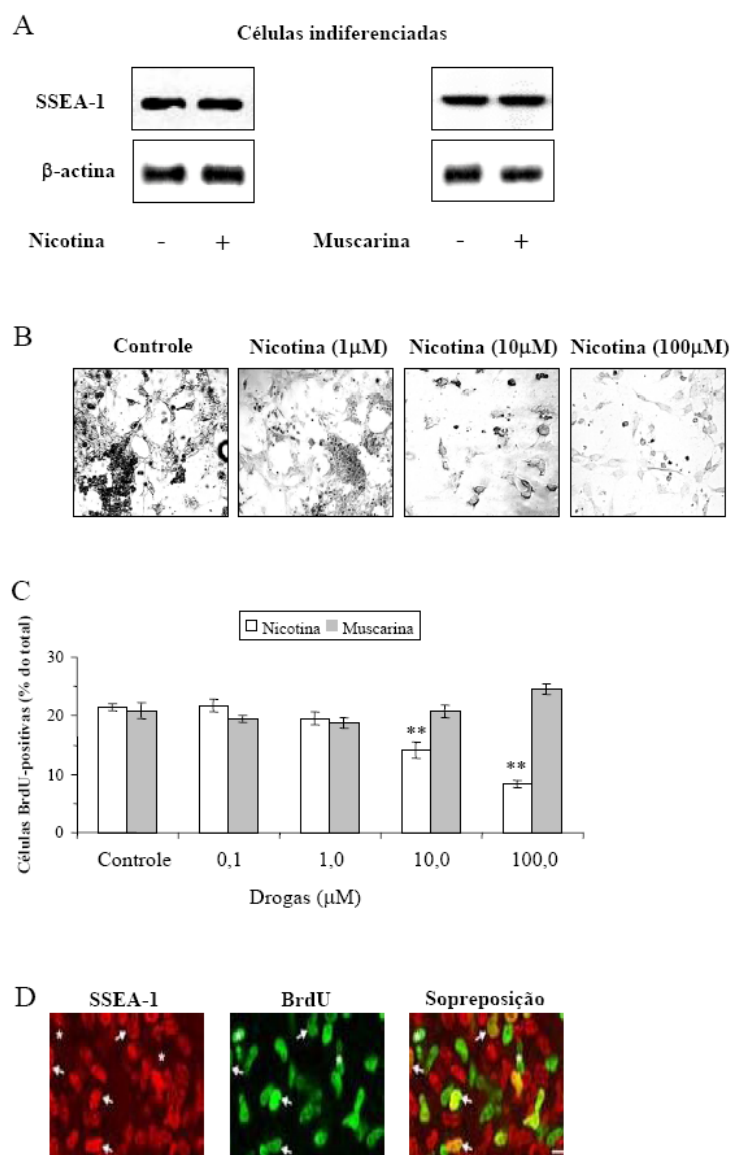 A
Células indiferenciadas
SSEA-1
β-actina
Nicotina - + Muscarina - +
B
Controle Nicotina (1μM) Nicotina (10μM) Nicotina (100μM)
C
Nicotina Muscarina
Células BrdU-positivas (% do total)
30
20
10
0
** **
Controle 0,1 1,0 10,0 100,0
Drogas (μM)
D
SSEA-1 BrdU Sopreposição
* *
*
*